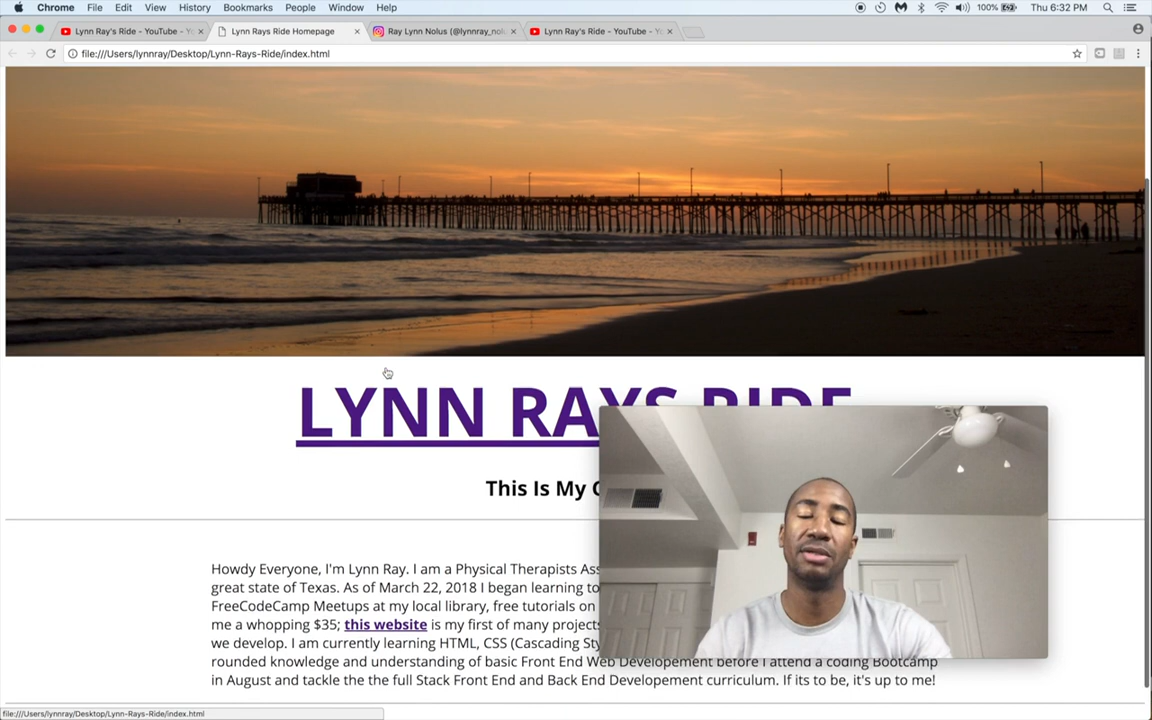 Chrome File Edit View History Bookmarks People Window Help 100% Thu 6:32 PM
Lynn Ray's Ride - YouTube - Yo Lynn Rays Ride Homepage Ray Lynn Nolus (@lynnray_nol Lynn Ray's Ride - YouTube - Yo
file:///Users/lynnray/Desktop/Lynn-Rays-Ride/index.html
LYNN RAYS RIDE
This Is My
Howdy Everyone, I'm Lynn Ray. I am a Physical Therapists Ass
great state of Texas. As of March 22, 2018 I began learning to
FreeCodeCamp Meetups at my local library, free tutorials on
me a whopping $35; this website is my first of many projects
we develop. I am currently learning HTML, CSS (Cascading Sty
rounded knowledge and understanding of basic Front End Web Developement before I attend a coding Bootcamp
in August and tackle the the full Stack Front End and Back End Developement curriculum. If its to be, it's up to me!
file:///Users/lynnray/Desktop/Lynn-Rays-Ride/index.html